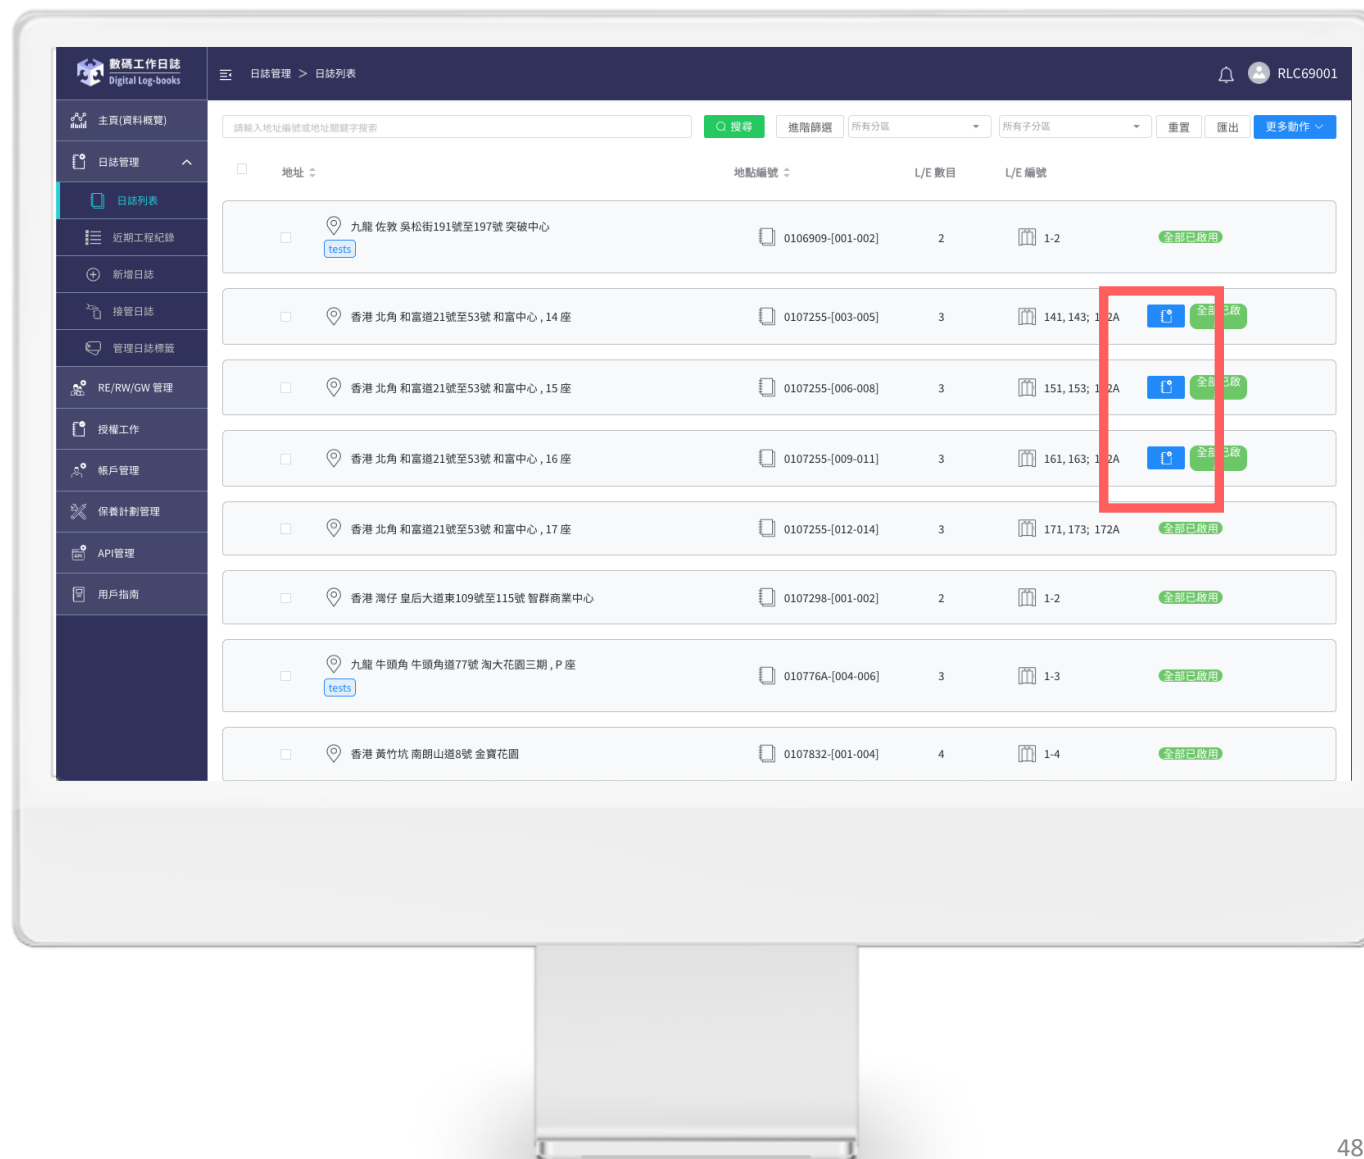 數碼工作日誌
Digital Log-books
日誌管理 > 日誌列表
RLC69001
主頁(資料概覽)
日誌管理
日誌列表
近期工程紀錄
新增日誌
接管日誌
管理日誌標籤
RE/RW/GW 管理
授權工作
帳戶管理
保養計劃管理
API管理
用戶指南
請輸入地址編號或地址關鍵字搜索 搜尋 進階篩選 所有分區 所有子分區 重置 匯出 更多動作
地址 地點編號 L/E 數目 L/E 編號
九龍 佐敦 吳松街191號至197號 突破中心
tests
0106909-[001-002] 2 1-2 全部已啟用
香港 北角 和富道21號至53號 和富中心 , 14 座 0107255-[003-005] 3 141, 143; 142A 全部已啟
香港 北角 和富道21號至53號 和富中心 , 15 座 0107255-[006-008] 3 151, 153; 152A 全部已啟
香港 北角 和富道21號至53號 和富中心 , 16 座 0107255-[009-011] 3 161, 163; 162A 全部已啟
香港 北角 和富道21號至53號 和富中心 , 17 座 0107255-[012-014] 3 171, 173; 172A 全部已啟用
香港 灣仔 皇后大道東109號至115號 智群商業中心 0107298-[001-002] 2 1-2 全部已啟用
九龍 牛頭角 牛頭角道77號 淘大花園三期 , P 座
tests
010776A-[004-006] 3 1-3 全部已啟用
香港 黃竹坑 南朗山道8號 金寶花園 0107832-[001-004] 4 1-4 全部已啟用
48